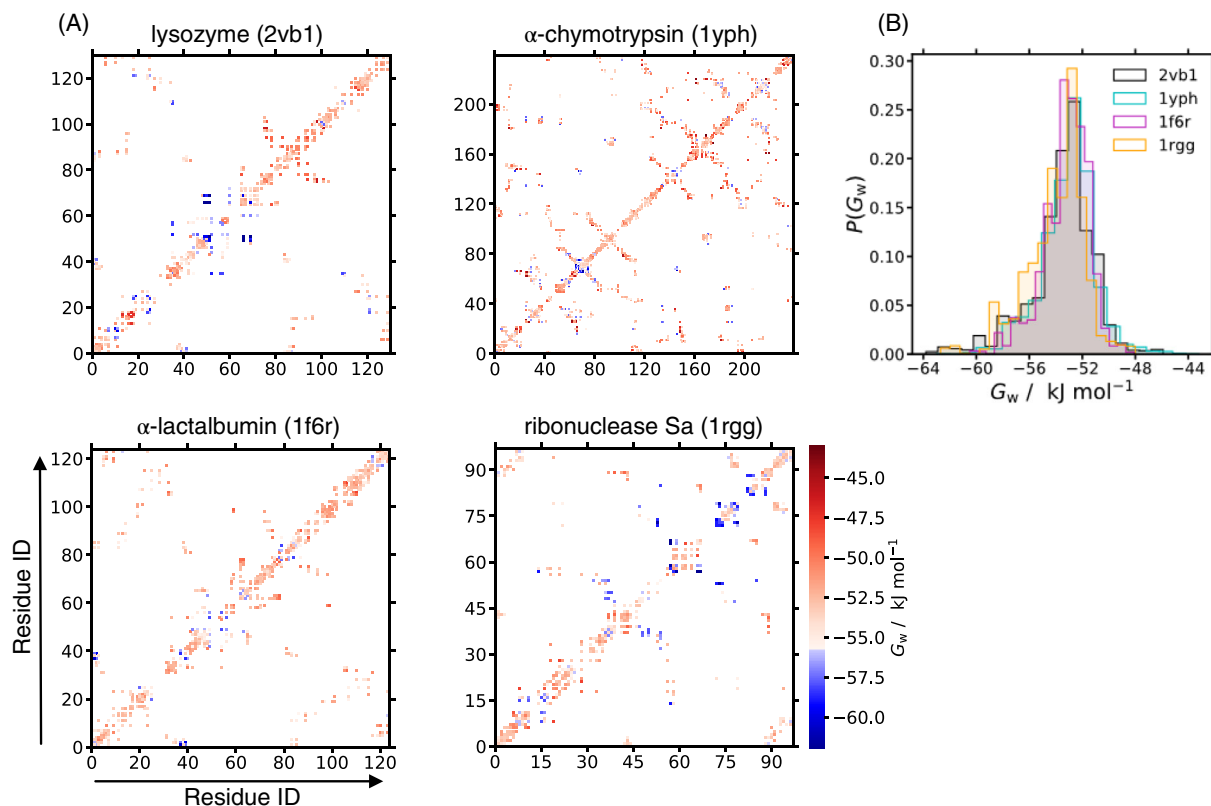 (A)
lysozyme (2vb1)
120
100
80
60
40
20
0
0 20 40 60 80 100 120
α-chymotrypsin (1yph)
200
160
120
80
40
0
0 40 80 120 160 200
(B)
0.30
0.25
0.20
0.15
0.10
0.05
0.00
P(Gw)
2vb1
1yph
1f6r
1rgg
−64 −60 −56 −52 −48 −44
Gw / kJ mol−1
α-lactalbumin (1f6r)
120
100
80
60
40
20
0
0 20 40 60 80 100 120
Residue ID
Residue ID
ribonuclease Sa (1rgg)
90
75
60
45
30
15
0
0 15 30 45 60 75 90
−45.0
−47.5
−50.0
−52.5
−55.0
−57.5
−60.0
Gw / kJ mol−1